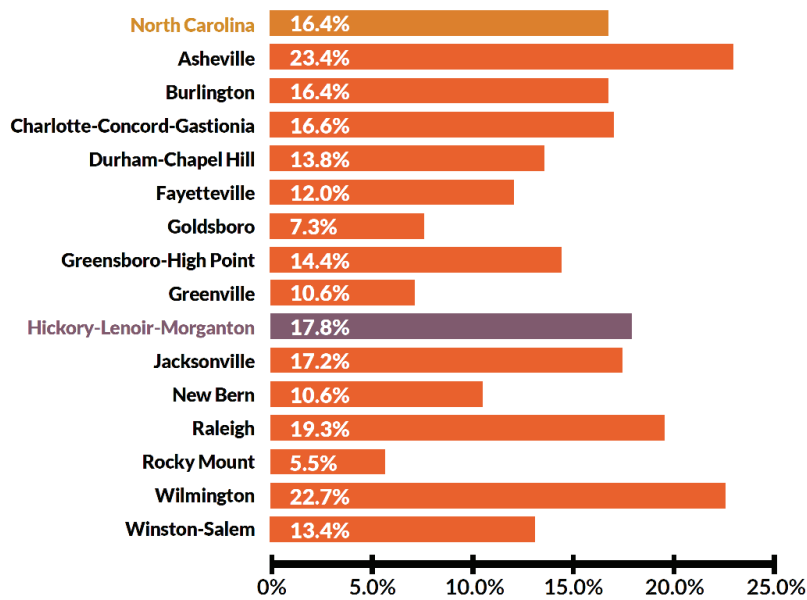 North Carolina 16.4%
Asheville 23.4%
Burlington 16.4%
Charlotte-Concord-Gastionia 16.6%
Durham-Chapel Hill 13.8%
Fayetteville 12.0%
Goldsboro 7.3%
Greensboro-High Point 14.4%
Greenville 10.6%
Hickory-Lenoir-Morganton 17.8%
Jacksonville 17.2%
New Bern 10.6%
Raleigh 19.3%
Rocky Mount 5.5%
Wilmington 22.7%
Winston-Salem 13.4%
0% 5.0% 10.0% 15.0% 20.0% 25.0%